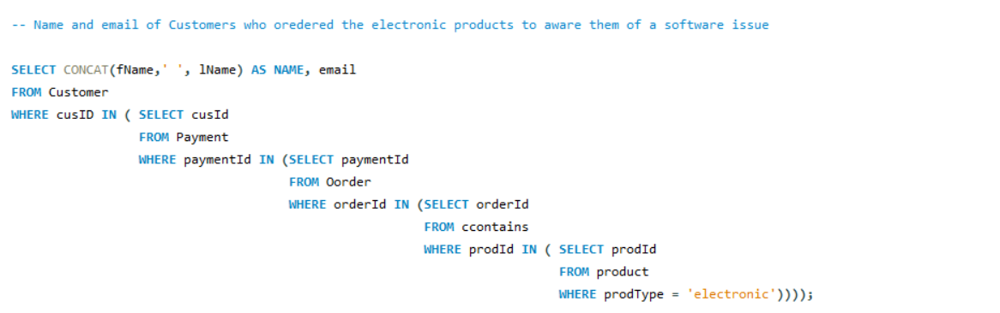 -- Name and email of Customers who oredered the electronic products to aware them of a software issue
SELECT CONCAT(fName,' ', lName) AS NAME, email
FROM Customer
WHERE cusID IN ( SELECT cusId
FROM Payment
WHERE paymentId IN (SELECT paymentId
FROM Oorder
WHERE orderId IN (SELECT orderId
FROM ccontains
WHERE prodId IN ( SELECT prodId
FROM product
WHERE prodType = 'electronic'))));